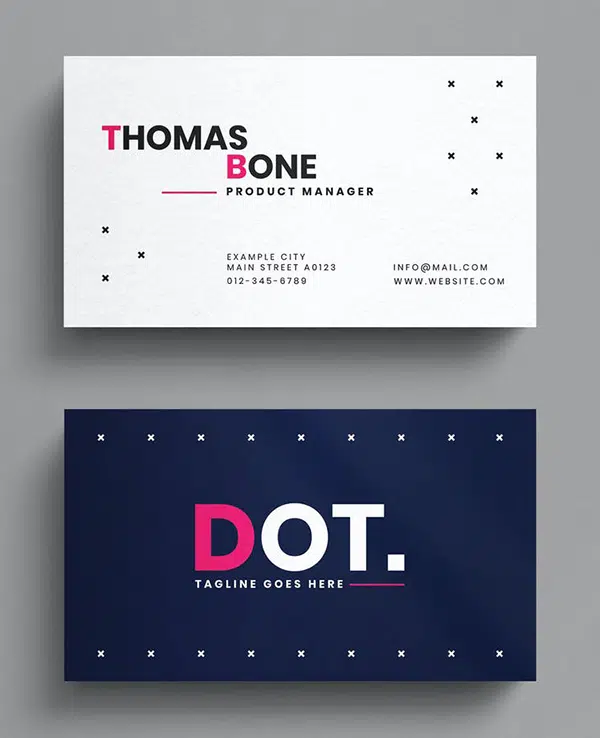 THOMAS
BONE
PRODUCT MANAGER
EXAMPLE CITY
MAIN STREET A0123
012-345-6789
INFO@MAIL.COM
WWW.WEBSITE.COM
DOT.
TAGLINE GOES HERE